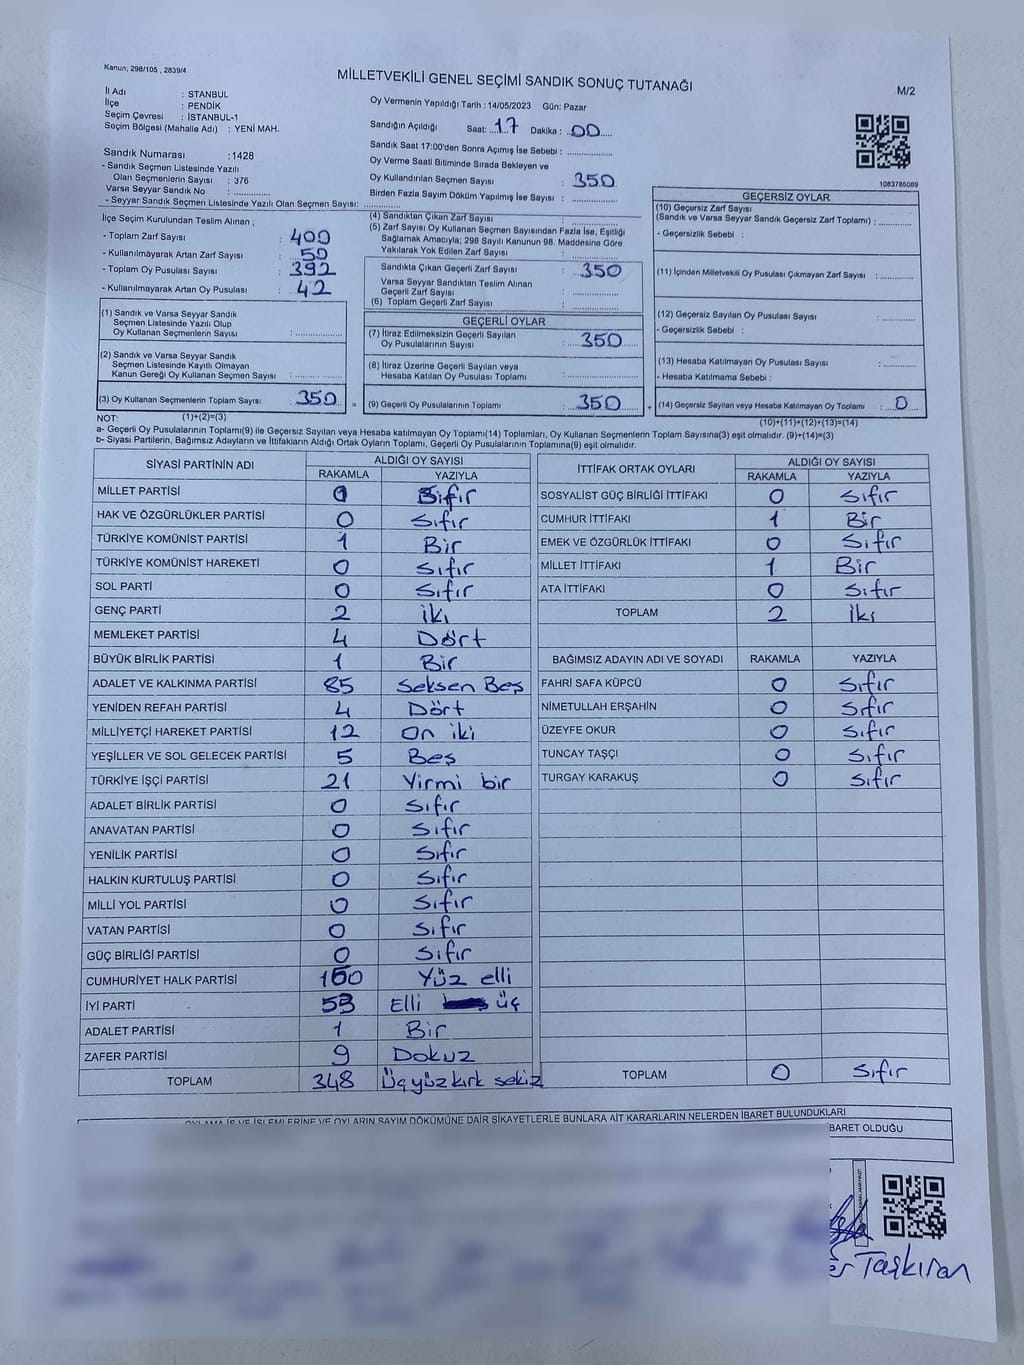 Kanun; 298/105 , 2839/4
MİLLETVEKİLİ GENEL SEÇİMİ SANDIK SONUÇ TUTANAĞI
M/2
İl Adı : STANBUL
İlçe : PENDİK
Seçim Çevresi : İSTANBUL-1
Seçim Bölgesi (Mahalle Adı) : YENİ MAH.
Sandık Numarası :1428
- Sandık Seçmen Listesinde Yazılı
Olan Seçmenlerin Sayısı : 376
Varsa Seyyar Sandık No : ..............
- Seyyar Sandık Seçmen Listesinde Yazılı Olan Seçmen Sayısı: ..............
Oy Vermenin Yapıldığı Tarih : 14/05/2023 Gün: Pazar
Sandığın Açıldığı Saat: 17 Dakika : 00
Sandık Saat 17:00'den Sonra Açımış İse Sebebi : ..............
Oy Verme Saati Bitiminde Sırada Bekleyen ve
Oy Kullandırılan Seçmen Sayısı : 350
Birden Fazla Sayım Döküm Yapılmış İse Sayısı : ..............
1083785089
İlçe Seçim Kurulundan Teslim Alınan ;
- Toplam Zarf Sayısı : 400
- Kullanılmayarak Artan Zarf Sayısı : 50
- Toplam Oy Pusulası Sayısı : 392
- Kullanılmayarak Artan Oy Pusulası : 42
(1) Sandık ve Varsa Seyyar Sandık
Seçmen Listesinde Yazılı Olup
Oy Kullanan Seçmenlerin Sayısı : ..............
(2) Sandık ve Varsa Seyyar Sandık
Seçmen Listesinde Kayıtlı Olmayan
Kanun Gereği Oy Kullanan Seçmen Sayısı : ..............
(3) Oy Kullanan Seçmenlerin Toplam Sayısı : 350
(1)+(2)=(3)
(4) Sandıktan Çıkan Zarf Sayısı : ..............
(5) Zarf Sayısı Oy Kullanan Seçmen Sayısından Fazla İse, Eşitliği
Sağlamak Amacıyla; 298 Sayılı Kanunun 98. Maddesine Göre
Yakılarak Yok Edilen Zarf Sayısı : ..............
Sandıkta Çıkan Geçerli Zarf Sayısı : 350
Varsa Seyyar Sandıktan Teslim Alınan
Geçerli Zarf Sayısı : ..............
(6) Toplam Geçerli Zarf Sayısı : ..............
GEÇERLİ OYLAR
(7) İtiraz Edilmeksizin Geçerli Sayılan
Oy Pusulalarının Sayısı : 350
(8) İtiraz Üzerine Geçerli Sayılan veya
Hesaba Katılan Oy Pusulası Toplamı : ..............
= (9) Geçerli Oy Pusulalarının Toplamı : 350 +
GEÇERSİZ OYLAR
(10) Geçersiz Zarf Sayısı
(Sandık ve Varsa Seyyar Sandık Geçersiz Zarf Toplamı) : ..............
- Geçersizlik Sebebi :
(11) İçinden Milletvekili Oy Pusulası Çıkmayan Zarf Sayısı : ..............
(12) Geçersiz Sayılan Oy Pusulası Sayısı : ..............
- Geçersizlik Sebebi :
(13) Hesaba Katılmayan Oy Pusulası Sayısı : ..............
- Hesaba Katılmama Sebebi :
(14) Geçersiz Sayılan veya Hesaba Katılmayan Oy Toplamı : 0
(10)+(11)+(12)+(13)=(14)
NOT:
a- Geçerli Oy Pusulalarının Toplamı(9) ile Geçersiz Sayılan veya Hesaba katılmayan Oy Toplamı(14) Toplamları, Oy Kullanan Seçmenlerin Toplam Sayısına(3) eşit olmalıdır. (9)+(14)=(3)
b- Siyasi Partilerin, Bağımsız Adayların ve İttifakların Aldığı Ortak Oyların Toplamı, Geçerli Oy Pusulalarının Toplamına(9) eşit olmalıdır.
SİYASİ PARTİNİN ADI ALDIĞI OY SAYISI
RAKAMLA YAZIYLA
MİLLET PARTİSİ 0 Sıfır
HAK VE ÖZGÜRLÜKLER PARTİSİ 0 Sıfır
TÜRKİYE KOMÜNİST PARTİSİ 1 Bir
TÜRKİYE KOMÜNİST HAREKETİ 0 Sıfır
SOL PARTİ 0 Sıfır
GENÇ PARTİ 2 İki
MEMLEKET PARTİSİ 4 Dört
BÜYÜK BİRLİK PARTİSİ 1 Bir
ADALET VE KALKINMA PARTİSİ 85 Seksen Beş
YENİDEN REFAH PARTİSİ 4 Dört
MİLLİYETÇİ HAREKET PARTİSİ 12 On iki
YEŞİLLER VE SOL GELECEK PARTİSİ 5 Beş
TÜRKİYE İŞÇİ PARTİSİ 21 Yirmi bir
ADALET BİRLİK PARTİSİ 0 Sıfır
ANAVATAN PARTİSİ 0 Sıfır
YENİLİK PARTİSİ 0 Sıfır
HALKIN KURTULUŞ PARTİSİ 0 Sıfır
MİLLİ YOL PARTİSİ 0 Sıfır
VATAN PARTİSİ 0 Sıfır
GÜÇ BİRLİĞİ PARTİSİ 0 Sıfır
CUMHURİYET HALK PARTİSİ 150 Yüz elli
İYİ PARTİ 53 Elli üç
ADALET PARTİSİ 1 Bir
ZAFER PARTİSİ 9 Dokuz
TOPLAM 348 Üçyüzkırk sekiz
İTTİFAK ORTAK OYLARI ALDIĞI OY SAYISI
RAKAMLA YAZIYLA
SOSYALİST GÜÇ BİRLİĞİ İTTİFAKI 0 Sıfır
CUMHUR İTTİFAKI 1 Bir
EMEK VE ÖZGÜRLÜK İTTİFAKI 0 Sıfır
MİLLET İTTİFAKI 1 Bir
ATA İTTİFAKI 0 Sıfır
TOPLAM 2 İki
BAĞIMSIZ ADAYIN ADI VE SOYADI RAKAMLA YAZIYLA
FAHRİ SAFA KÜPCÜ 0 Sıfır
NİMETULLAH ERŞAHİN 0 Sıfır
ÜZEYFE OKUR 0 Sıfır
TUNCAY TAŞÇI 0 Sıfır
TURGAY KARAKUŞ 0 Sıfır
TOPLAM 0 Sıfır
OYLAMA İŞ VE İŞLEMLERİNE VE OYLARIN SAYIM DÖKÜMÜNE DAİR ŞİKAYETLERLE BUNLARA AİT KARARLARIN NELERDEN İBARET BULUNDUKLARI
İBARET OLDUĞU
Taşkıran